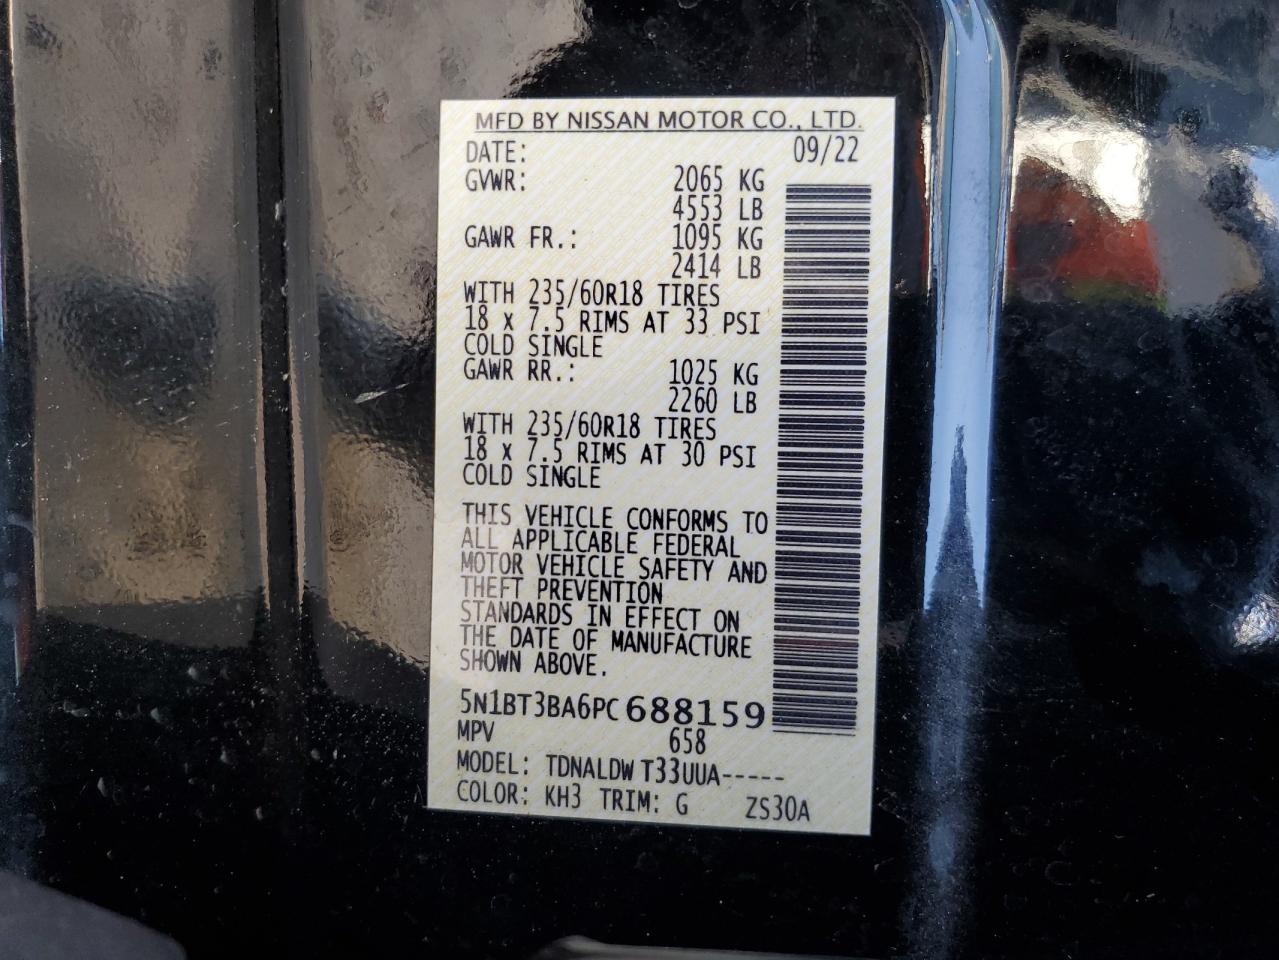 MFD BY NISSAN MOTOR CO., LTD.
DATE: 09/22
GVWR: 2065 KG
4553 LB
GAWR FR.: 1095 KG
2414 LB
WITH 235/60R18 TIRES
18 x 7.5 RIMS AT 33 PSI
COLD SINGLE
GAWR RR.: 1025 KG
2260 LB
WITH 235/60R18 TIRES
18 x 7.5 RIMS AT 30 PSI
COLD SINGLE
THIS VEHICLE CONFORMS TO
ALL APPLICABLE FEDERAL
MOTOR VEHICLE SAFETY AND
THEFT PREVENTION
STANDARDS IN EFFECT ON
THE DATE OF MANUFACTURE
SHOWN ABOVE.
5N1BT3BA6PC688159
MPV 658
MODEL: TDNALDW T33UUA-----
COLOR: KH3 TRIM: G ZS30A